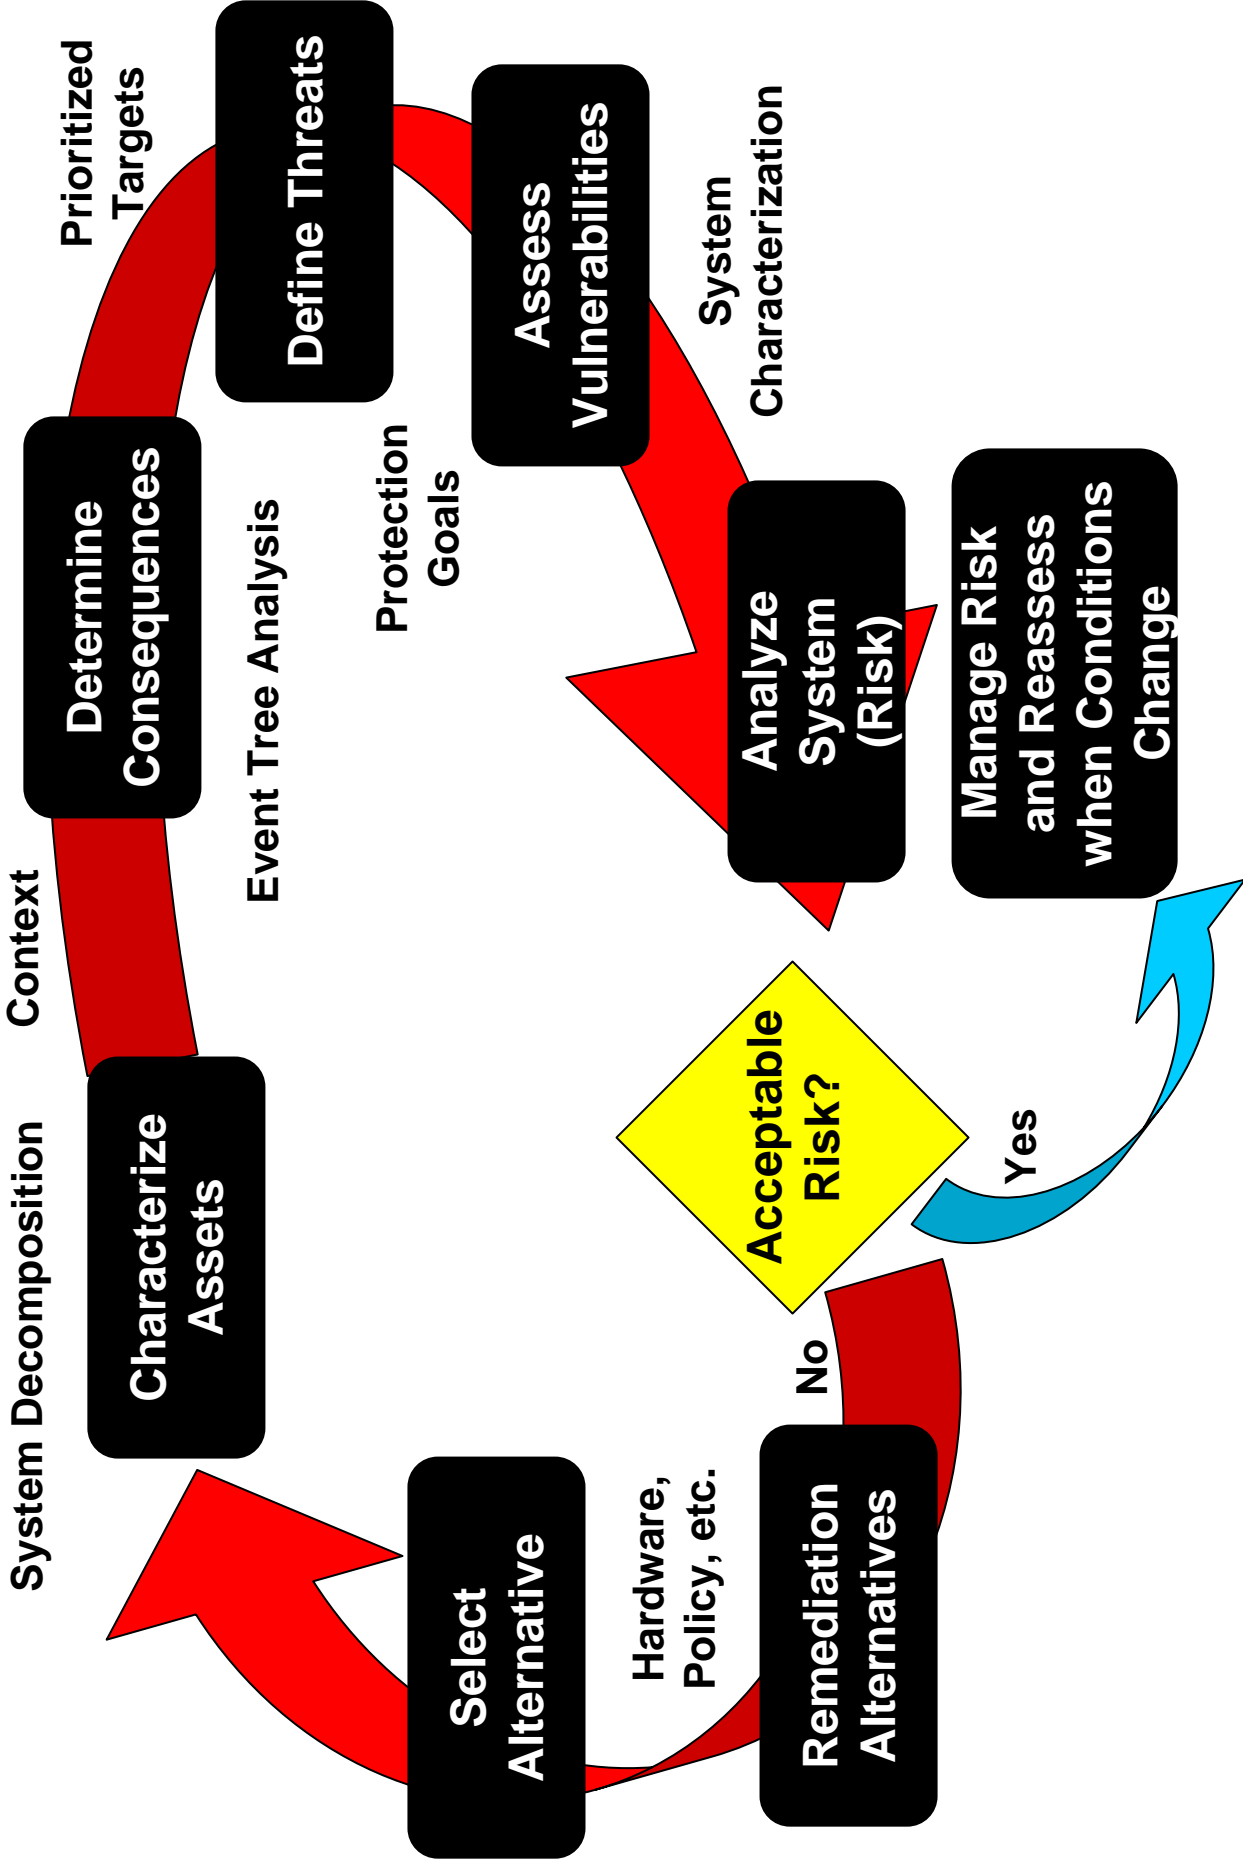 System Decomposition
Context
Prioritized
Targets
Characterize
Assets
Determine
Consequences
Event Tree Analysis
Define Threats
Protection
Goals
Assess
Vulnerabilities
System
Characterization
Analyze
System
(Risk)
Acceptable
Risk?
Yes
Manage Risk
and Reassess
when Conditions
Change
No
Remediation
Alternatives
Hardware,
Policy, etc.
Select
Alternative